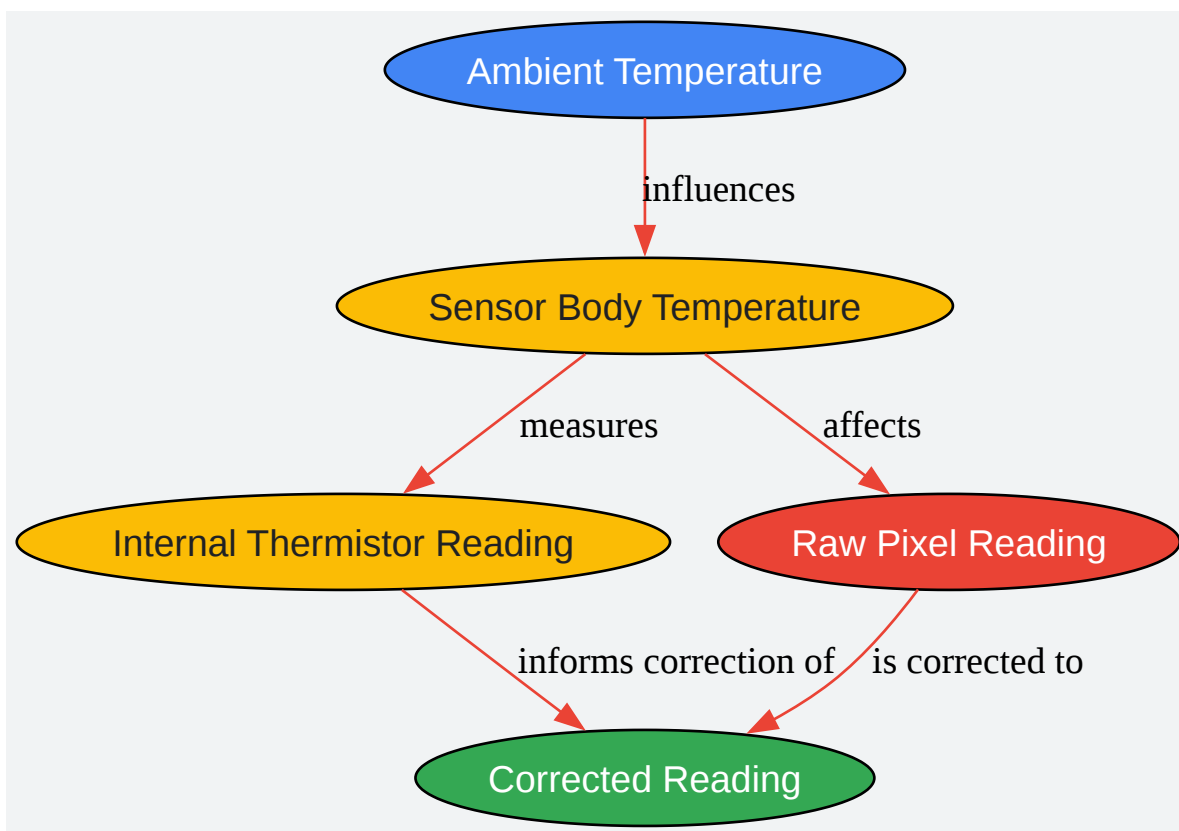 Ambient Temperature
influences
Sensor Body Temperature
measures
affects
Internal Thermistor Reading
Raw Pixel Reading
informs correction of
is corrected to
Corrected Reading